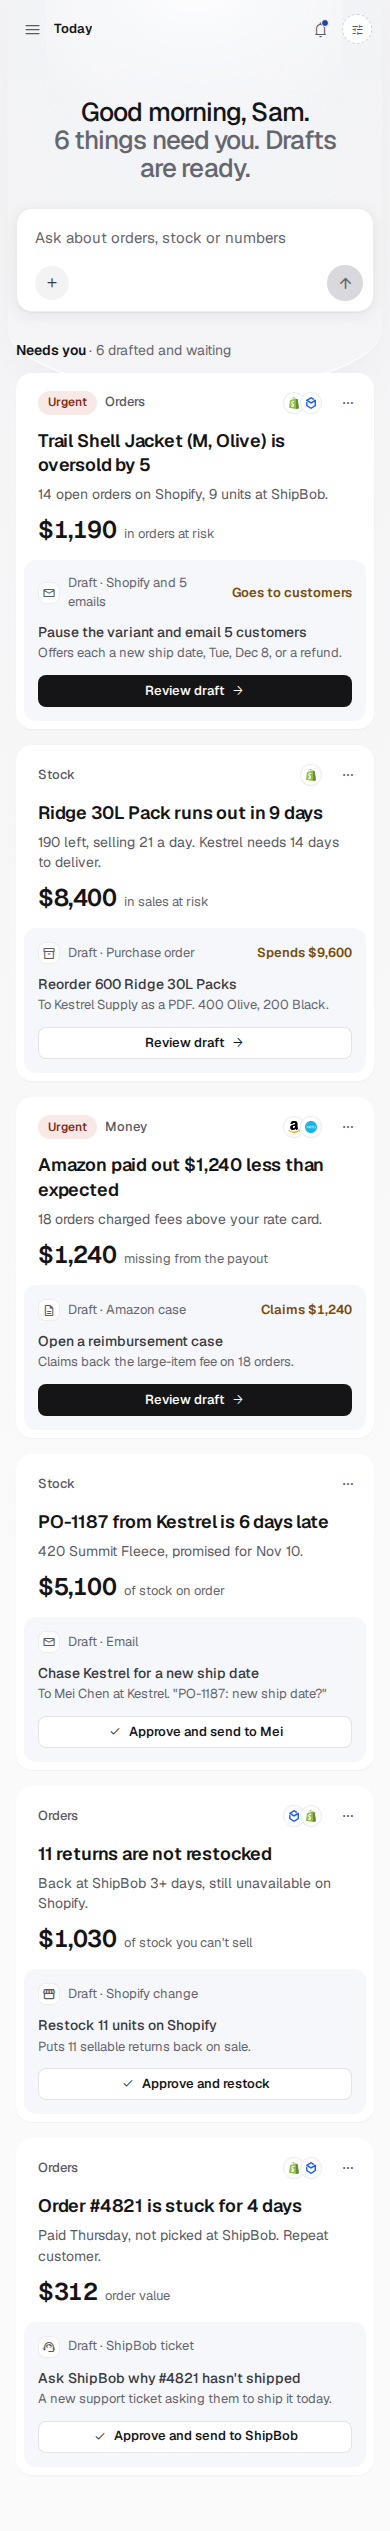 Today
Good morning, Sam.
6 things need you. Drafts
are ready.
Ask about orders, stock or numbers
Needs you · 6 drafted and waiting
Urgent Orders
Trail Shell Jacket (M, Olive) is
oversold by 5
14 open orders on Shopify, 9 units at ShipBob.
$1,190 in orders at risk
Draft · Shopify and 5
emails
Goes to customers
Pause the variant and email 5 customers
Offers each a new ship date, Tue, Dec 8, or a refund.
Review draft →
Stock
Ridge 30L Pack runs out in 9 days
190 left, selling 21 a day. Kestrel needs 14 days
to deliver.
$8,400 in sales at risk
Draft · Purchase order Spends $9,600
Reorder 600 Ridge 30L Packs
To Kestrel Supply as a PDF. 400 Olive, 200 Black.
Review draft →
Urgent Money
Amazon paid out $1,240 less than
expected
18 orders charged fees above your rate card.
$1,240 missing from the payout
Draft · Amazon case Claims $1,240
Open a reimbursement case
Claims back the large-item fee on 18 orders.
Review draft →
Stock
PO-1187 from Kestrel is 6 days late
420 Summit Fleece, promised for Nov 10.
$5,100 of stock on order
Draft · Email
Chase Kestrel for a new ship date
To Mei Chen at Kestrel. "PO-1187: new ship date?"
Approve and send to Mei
Orders
11 returns are not restocked
Back at ShipBob 3+ days, still unavailable on
Shopify.
$1,030 of stock you can't sell
Draft · Shopify change
Restock 11 units on Shopify
Puts 11 sellable returns back on sale.
Approve and restock
Orders
Order #4821 is stuck for 4 days
Paid Thursday, not picked at ShipBob. Repeat
customer.
$312 order value
Draft · ShipBob ticket
Ask ShipBob why #4821 hasn't shipped
A new support ticket asking them to ship it today.
Approve and send to ShipBob